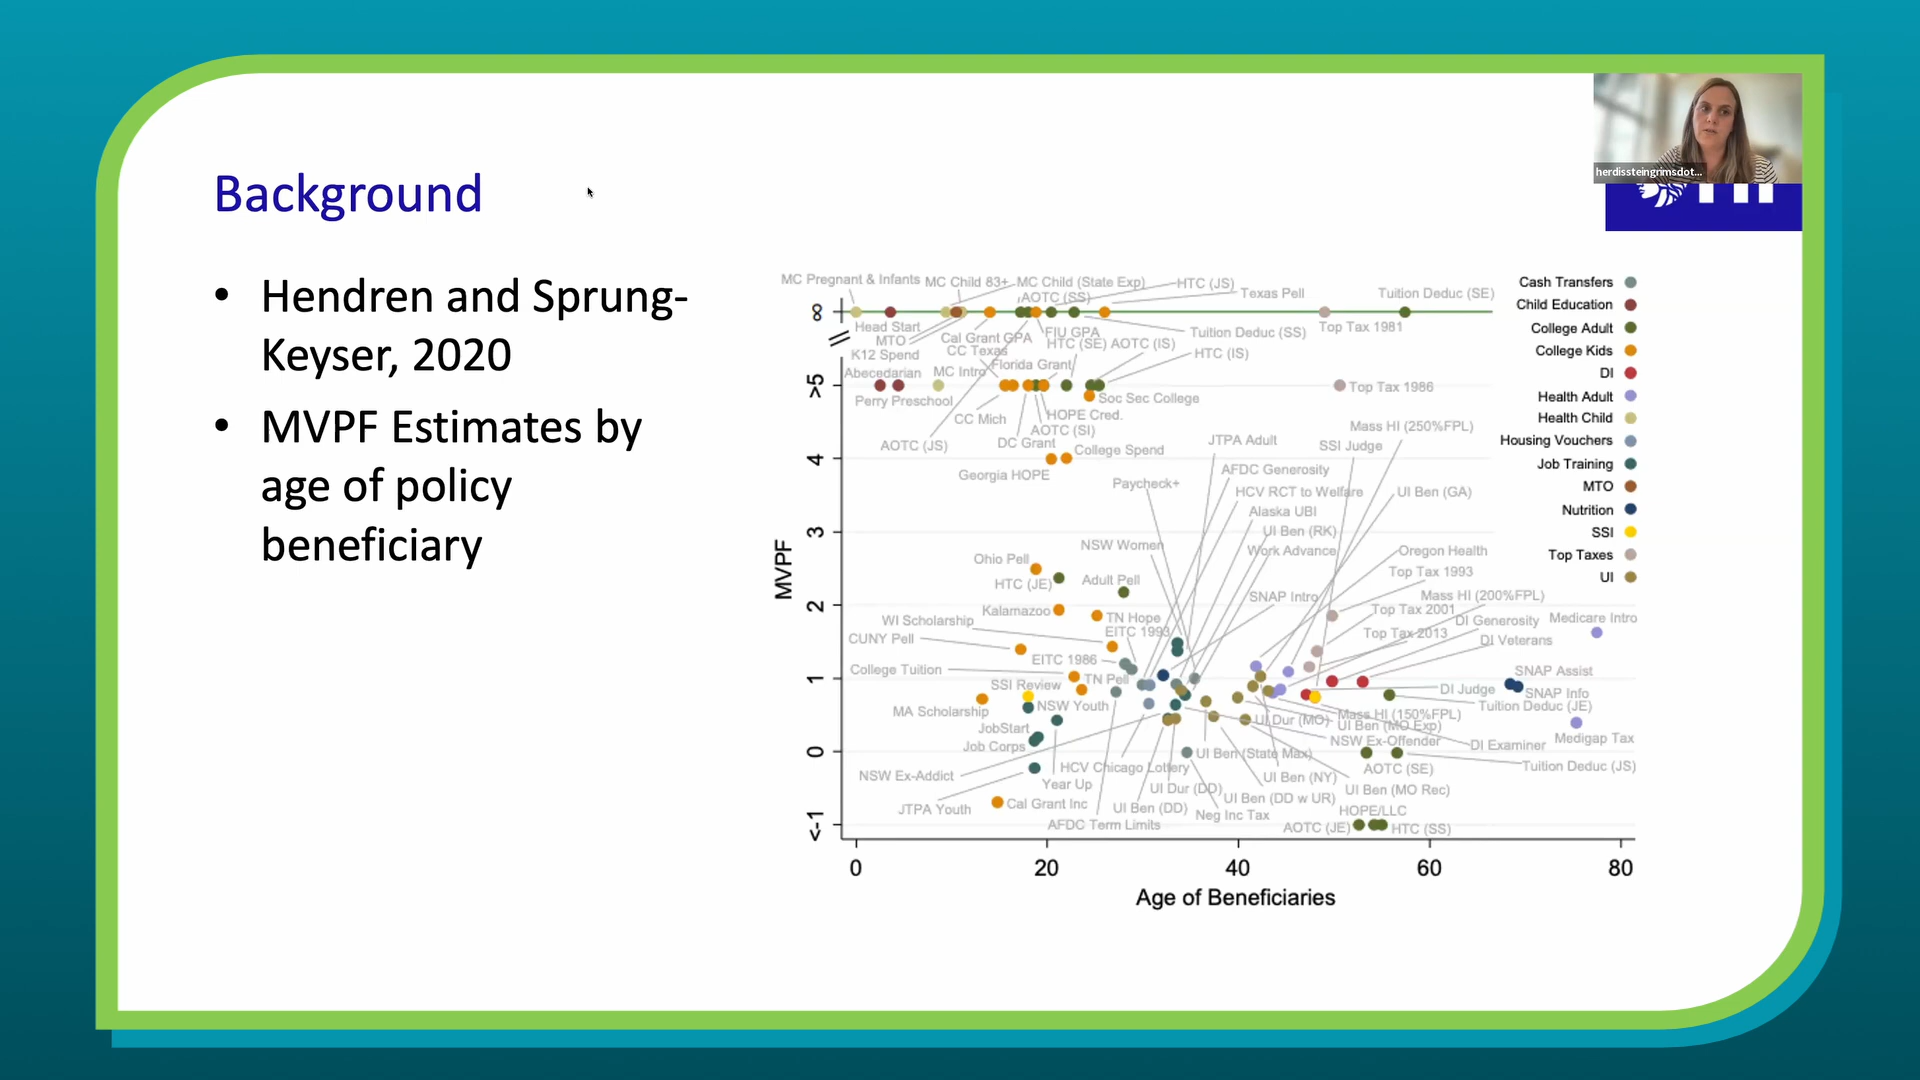 herdissteingrimsdot...
Background
• Hendren and Sprung-
Keyser, 2020
• MVPF Estimates by
age of policy
beneficiary
MC Pregnant & Infants
MC Child 83+
MC Child (State Exp)
HTC (JS)
Texas Pell
Tuition Deduc (SE)
AOTC (SS)
∞
Head Start
MTO
Cal Grant GPA
FIU GPA
Tuition Deduc (SS)
Top Tax 1981
K12 Spend
CC Texas
HTC (SE)
AOTC (IS)
HTC (IS)
Abecedarian
MC Intro
Florida Grant
>5
Top Tax 1986
Perry Preschool
Soc Sec College
CC Mich
HOPE Cred.
AOTC (SI)
Mass HI (250%FPL)
AOTC (JS)
DC Grant
College Spend
JTPA Adult
SSI Judge
4
Georgia HOPE
AFDC Generosity
Paycheck+
HCV RCT to Welfare
UI Ben (GA)
Alaska UBI
3
UI Ben (RK)
NSW Women
Work Advance
Oregon Health
Ohio Pell
Top Tax 1993
HTC (JE)
Adult Pell
SNAP Intro
Mass HI (200%FPL)
2
Kalamazoo
Top Tax 2001
WI Scholarship
TN Hope
DI Generosity
Medicare Intro
CUNY Pell
EITC 1993
Top Tax 2013
DI Veterans
EITC 1986
College Tuition
SNAP Assist
1
SSI Review
TN Pell
DI Judge
SNAP Info
MA Scholarship
NSW Youth
Tuition Deduc (JE)
JobStart
UI Dur (MO)
Mass HI (150%FPL)
UI Ben (MO Exp)
Job Corps
NSW Ex-Offender
DI Examiner
Medigap Tax
0
UI Ben (State Max)
NSW Ex-Addict
HCV Chicago Lottery
AOTC (SE)
Tuition Deduc (JS)
Year Up
UI Dur (DD)
UI Ben (NY)
UI Ben (MO Rec)
JTPA Youth
Cal Grant Inc
UI Ben (DD)
UI Ben (DD w UR)
HOPE/LLC
AFDC Term Limits
Neg Inc Tax
AOTC (JE)
HTC (SS)
<-1
MVPF
0 20 40 60 80
Age of Beneficiaries
Cash Transfers
Child Education
College Adult
College Kids
DI
Health Adult
Health Child
Housing Vouchers
Job Training
MTO
Nutrition
SSI
Top Taxes
UI